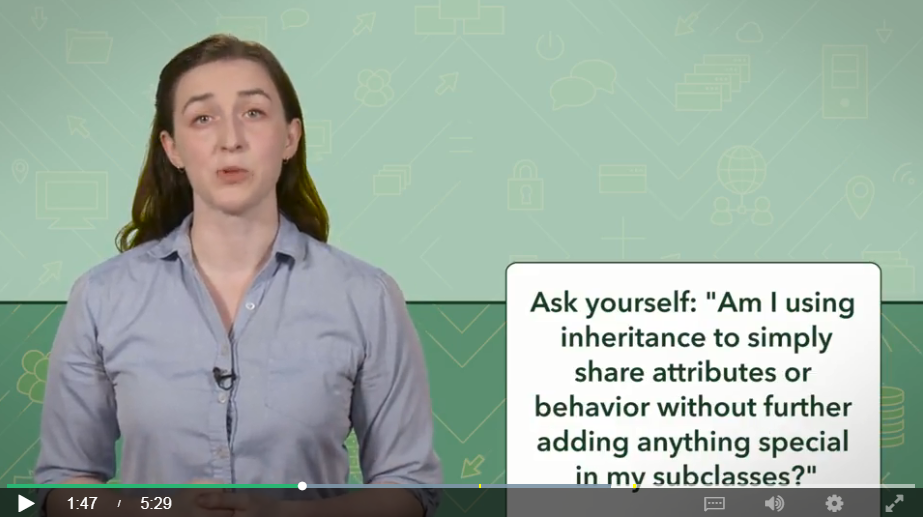 Ask yourself: "Am I using
inheritance to simply
share attributes or
behavior without further
adding anything special
in my subclasses?"
1:47 / 5:29